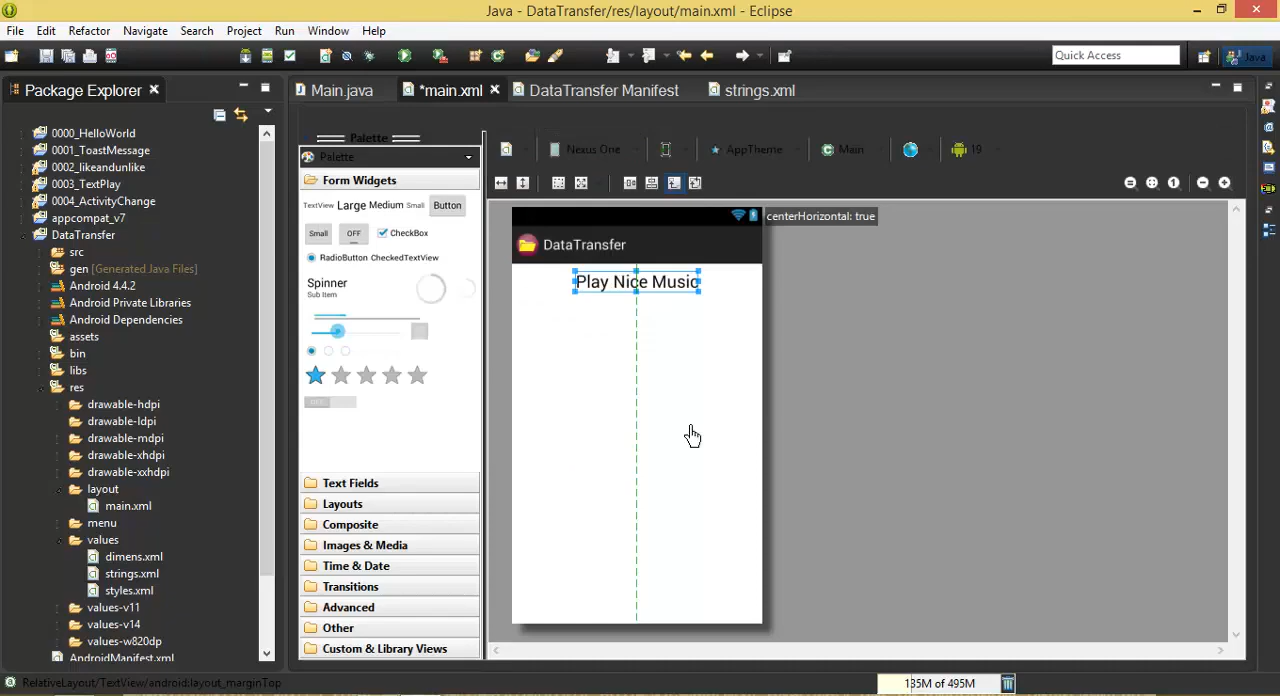 Java - DataTransfer/res/layout/main.xml - Eclipse
File Edit Refactor Navigate Search Project Run Window Help
Quick Access
Java
Package Explorer
Main.java
*main.xml
DataTransfer Manifest
strings.xml
0000_HelloWorld
0001_ToastMessage
0002_likeandunlike
0003_TextPlay
0004_ActivityChange
appcompat_v7
DataTransfer
src
gen [Generated Java Files]
Android 4.4.2
Android Private Libraries
Android Dependencies
assets
bin
libs
res
drawable-hdpi
drawable-ldpi
drawable-mdpi
drawable-xhdpi
drawable-xxhdpi
layout
main.xml
menu
values
dimens.xml
strings.xml
styles.xml
values-v11
values-v14
values-w820dp
AndroidManifest.xml
Palette
Palette
Form Widgets
TextView Large Medium Small Button
Small OFF CheckBox
RadioButton CheckedTextView
Spinner
Sub Item
OFF
Text Fields
Layouts
Composite
Images & Media
Time & Date
Transitions
Advanced
Other
Custom & Library Views
Nexus One
AppTheme
Main
19
centerHorizontal: true
DataTransfer
Play Nice Music
RelativeLayout/TextView/android:layout_marginTop
135M of 495M